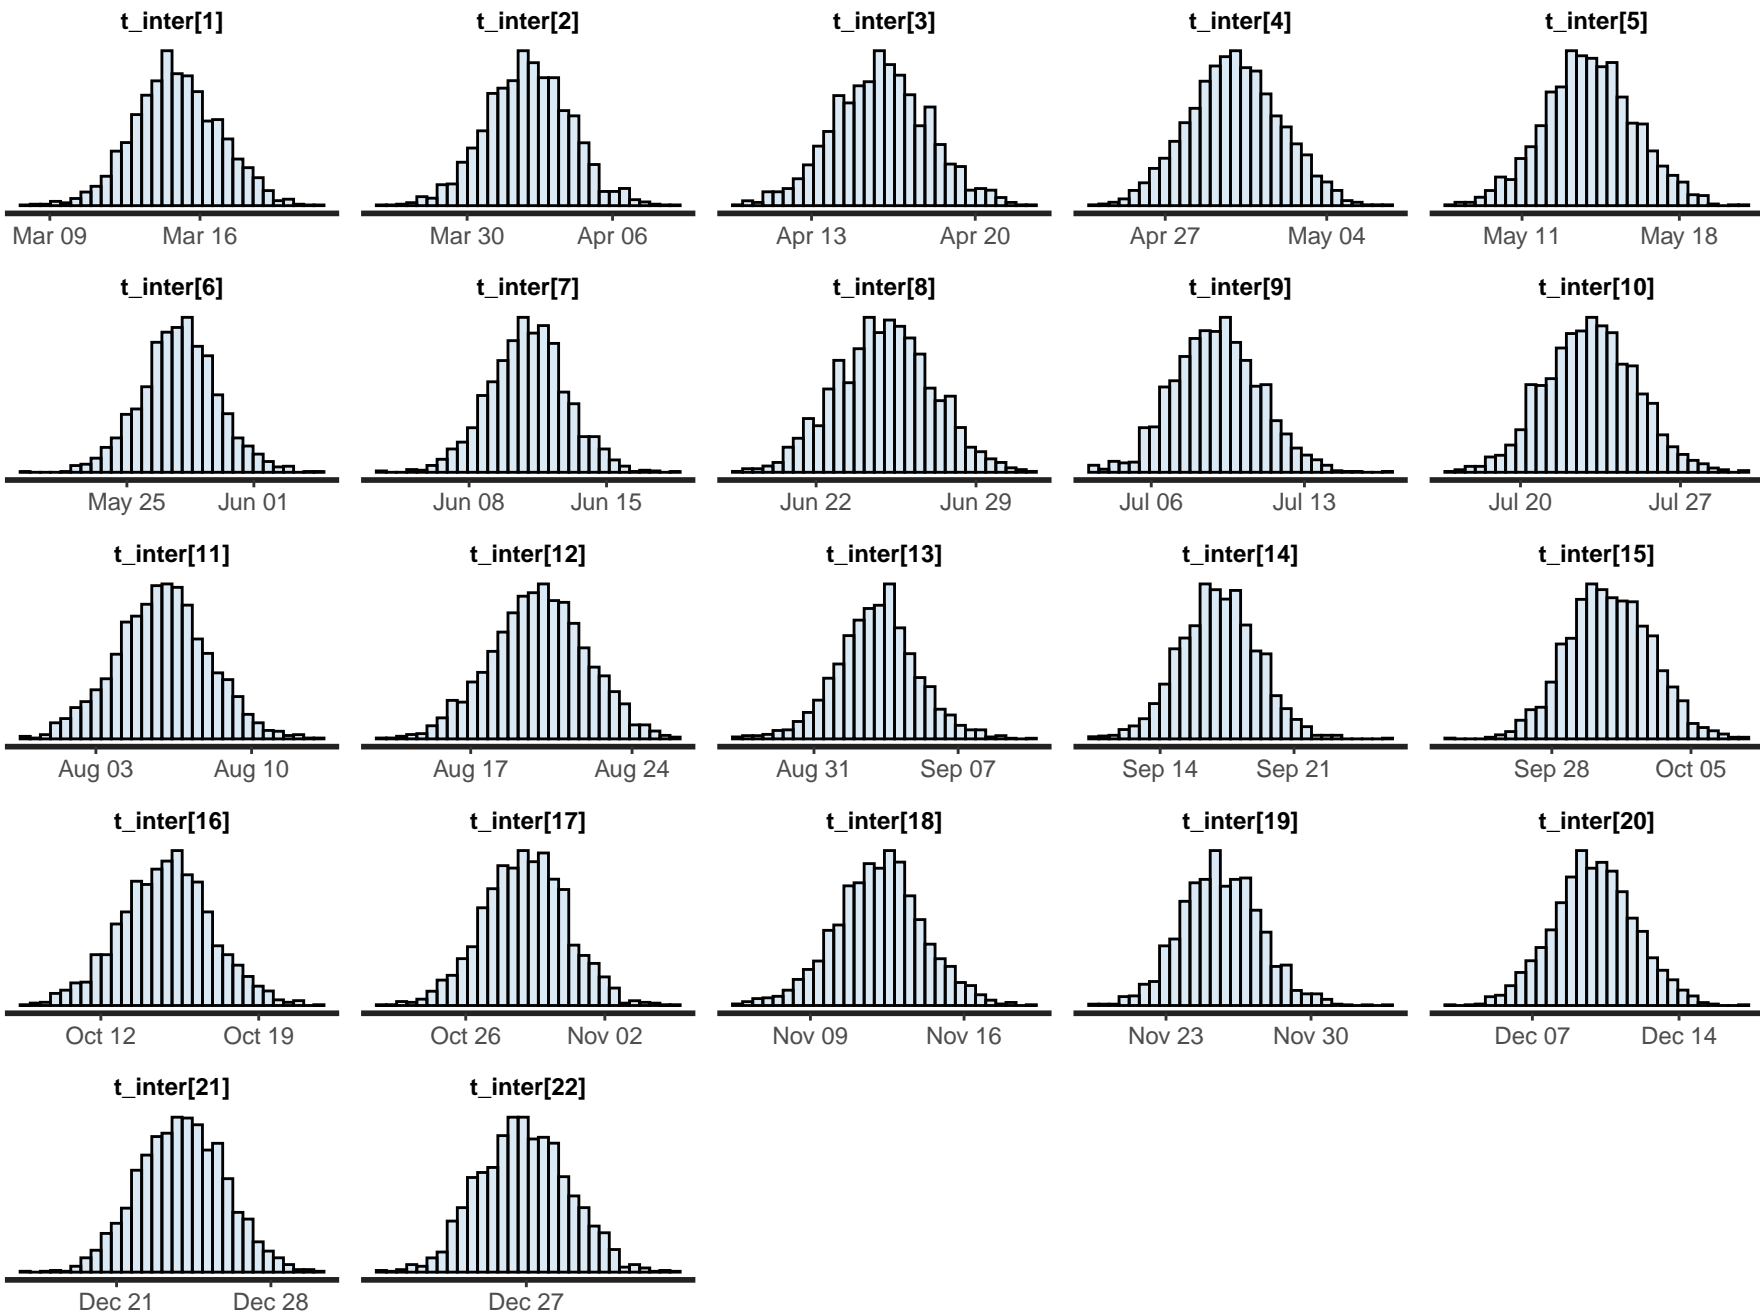 t_inter[1] t_inter[2] t_inter[3] t_inter[4] t_inter[5]
Mar 09 Mar 16 Mar 30 Apr 06 Apr 13 Apr 20 Apr 27 May 04 May 11 May 18
t_inter[6] t_inter[7] t_inter[8] t_inter[9] t_inter[10]
May 25 Jun 01 Jun 08 Jun 15 Jun 22 Jun 29 Jul 06 Jul 13 Jul 20 Jul 27
t_inter[11] t_inter[12] t_inter[13] t_inter[14] t_inter[15]
Aug 03 Aug 10 Aug 17 Aug 24 Aug 31 Sep 07 Sep 14 Sep 21 Sep 28 Oct 05
t_inter[16] t_inter[17] t_inter[18] t_inter[19] t_inter[20]
Oct 12 Oct 19 Oct 26 Nov 02 Nov 09 Nov 16 Nov 23 Nov 30 Dec 07 Dec 14
t_inter[21] t_inter[22]
Dec 21 Dec 28 Dec 27